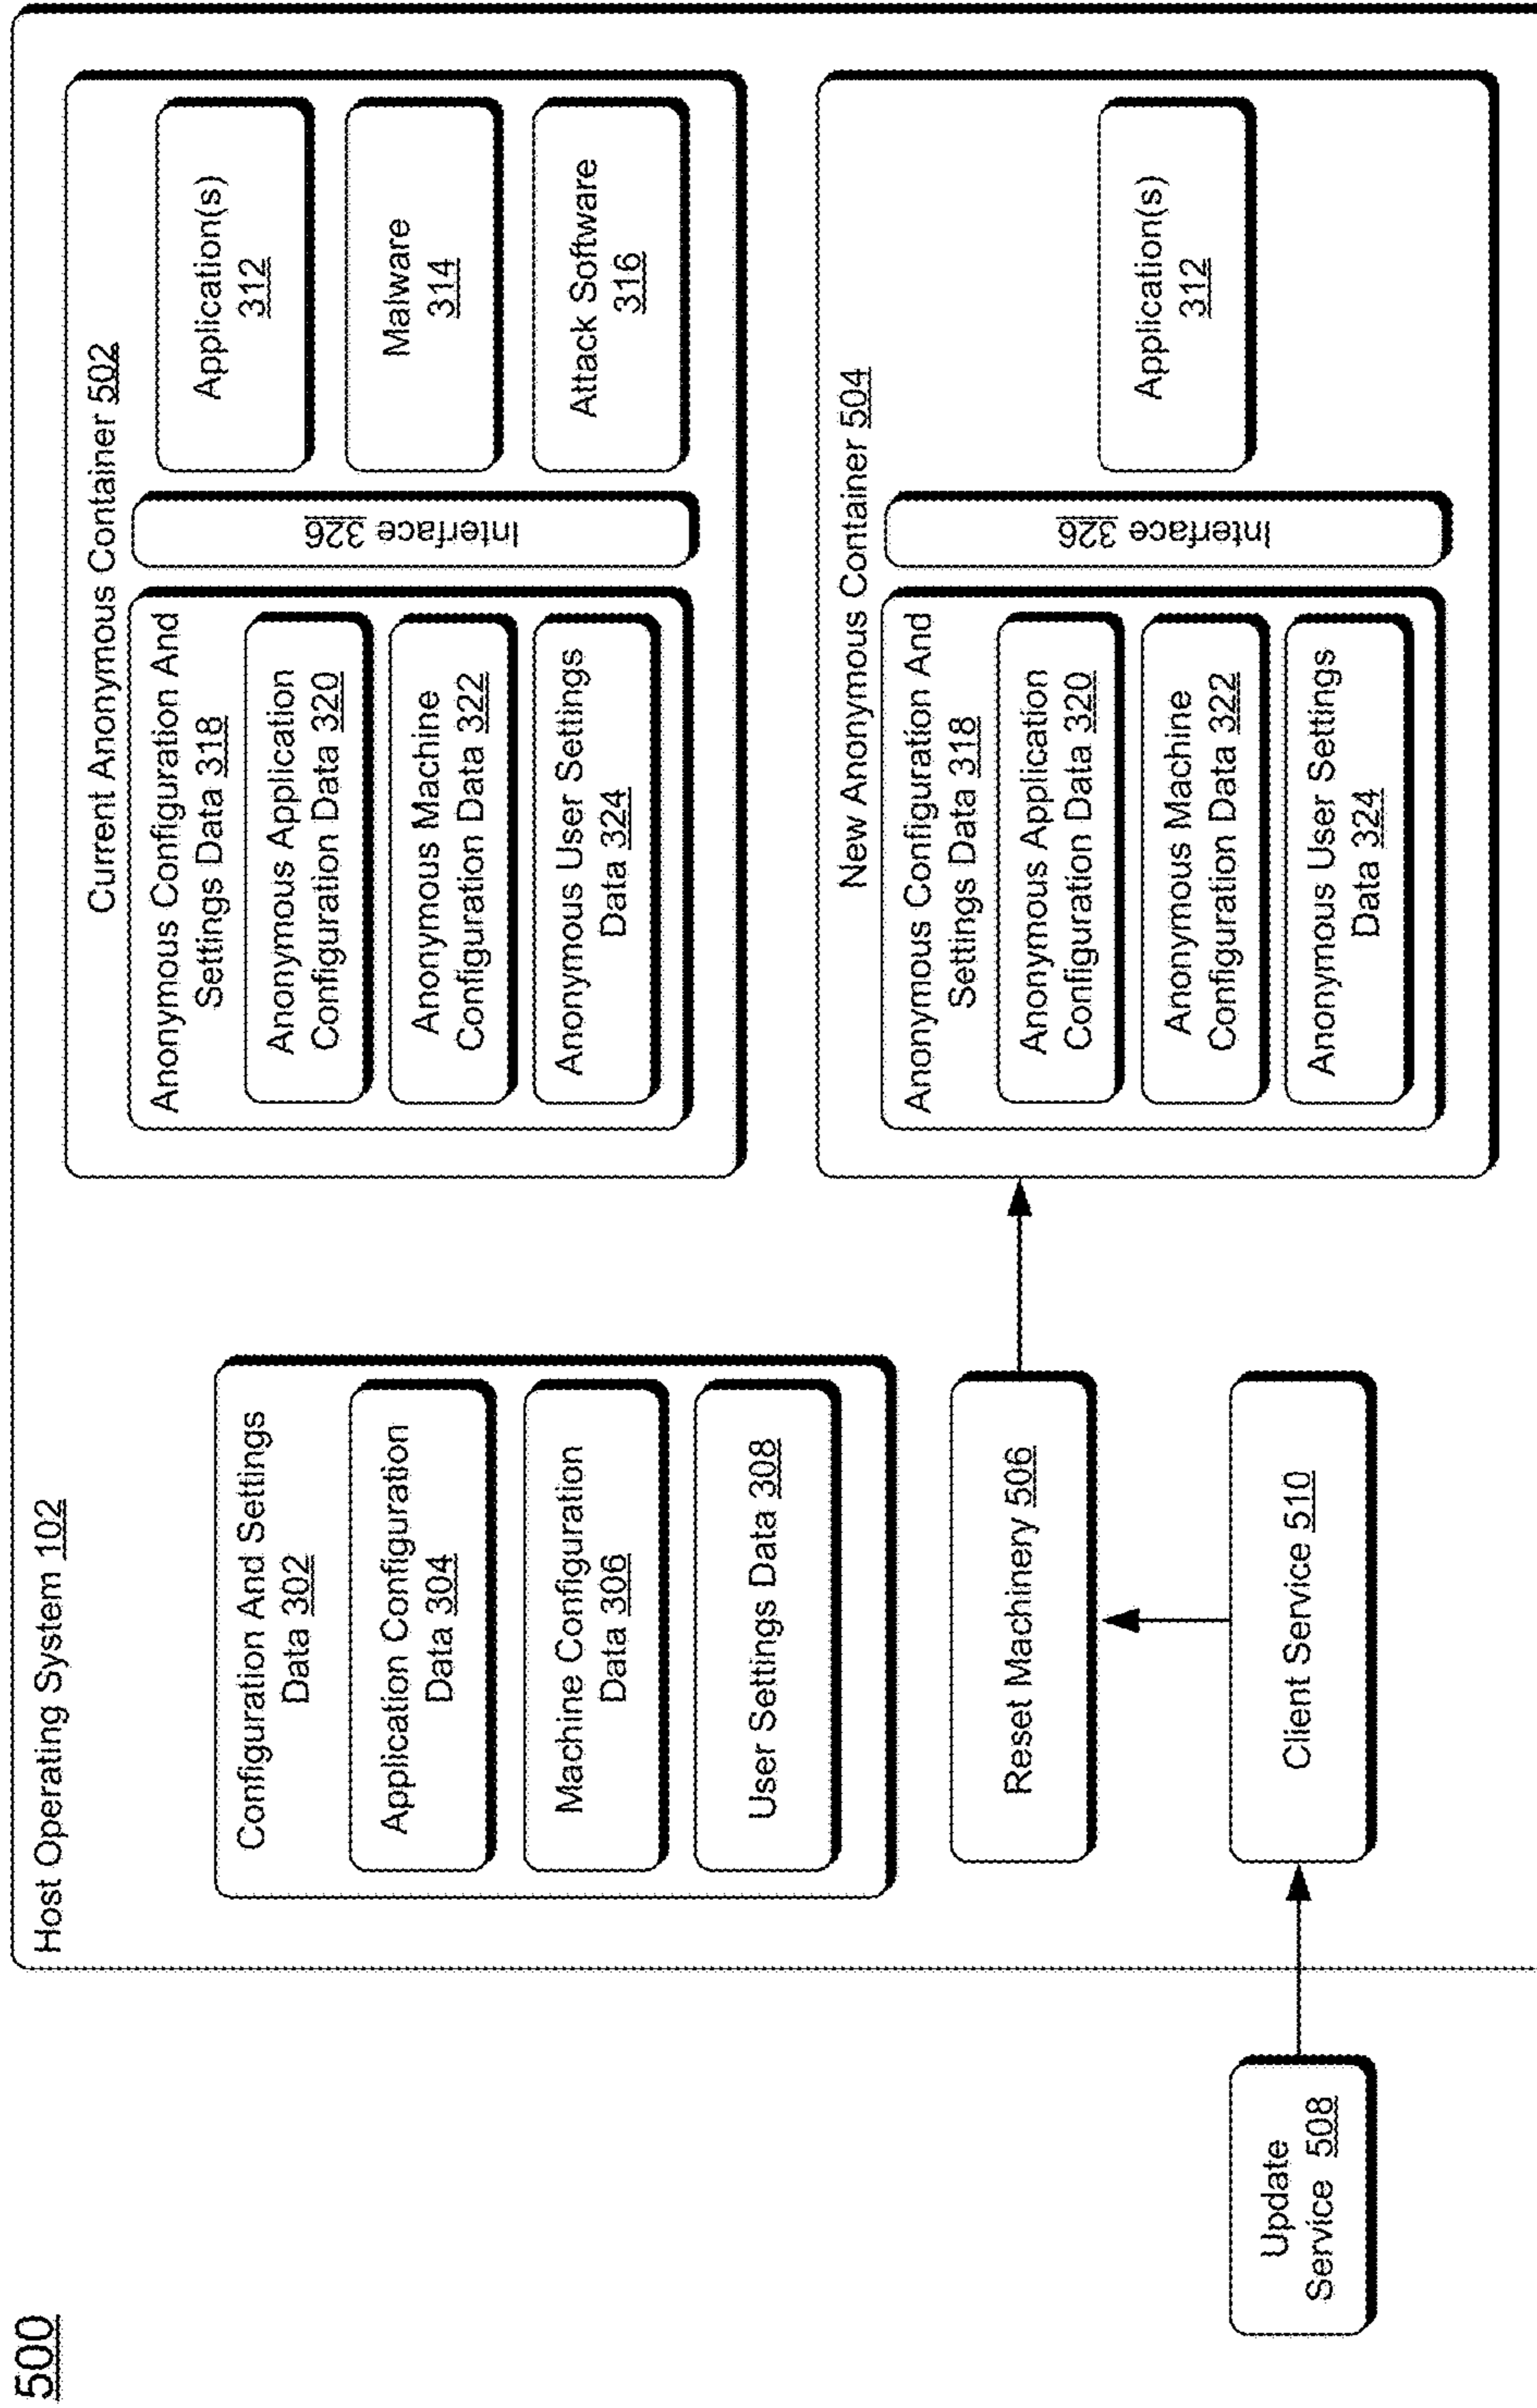 500
Host Operating System 102
Configuration And Settings
Data 302
Application Configuration
Data 304
Machine Configuration
Data 306
User Settings Data 308
Reset Machinery 506
Client Service 510
Update
Service 508
Current Anonymous Container 502
Anonymous Configuration And
Settings Data 318
Anonymous Application
Configuration Data 320
Anonymous Machine
Configuration Data 322
Anonymous User Settings
Data 324
Interface 326
Application(s)
312
Malware
314
Attack Software
316
New Anonymous Container 504
Anonymous Configuration And
Settings Data 318
Anonymous Application
Configuration Data 320
Anonymous Machine
Configuration Data 322
Anonymous User Settings
Data 324
Interface 326
Application(s)
312